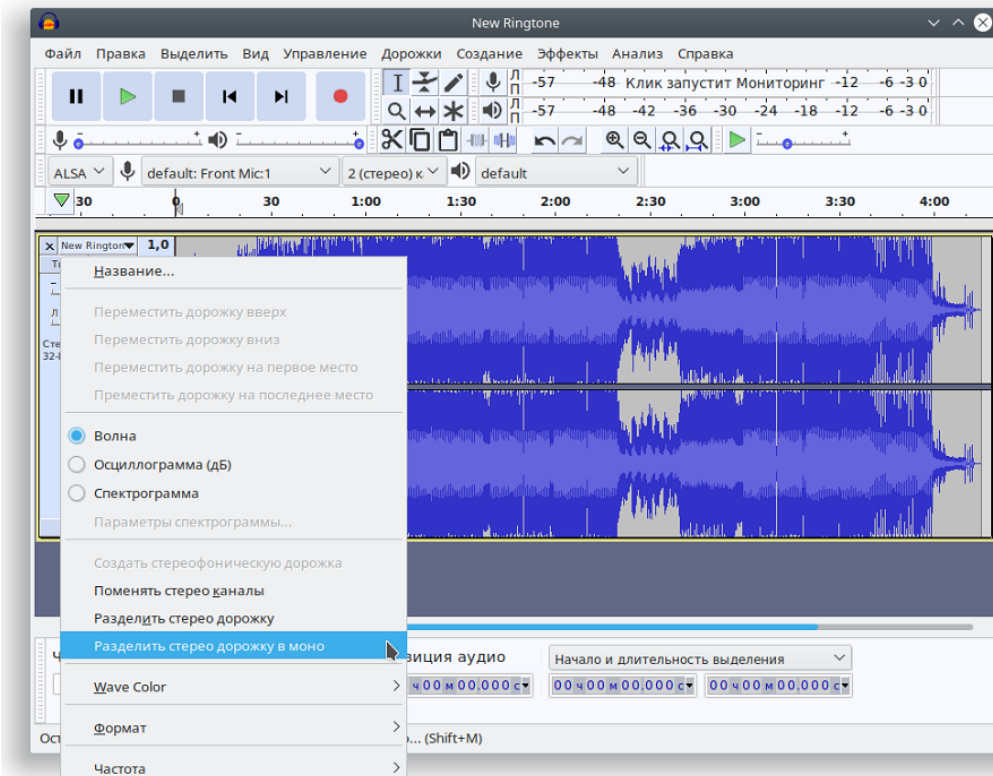 New Ringtone
Файл Правка Выделить Вид Управление Дорожки Создание Эффекты Анализ Справка
Л П -57 -48 Клик запустит Мониторинг -12 -6 -3 0
Л П -57 -48 -42 -36 -30 -24 -18 -12 -6 -3 0
ALSA default: Front Mic:1 2 (стерео) к default
30 0 30 1:00 1:30 2:00 2:30 3:00 3:30 4:00
New Rington 1,0
Название...
Переместить дорожку вверх
Л
Переместить дорожку вниз
Сте
32-
Переместить дорожку на первое место
Преместить дорожку на последнее место
Волна
Осциллограмма (дБ)
Спектрограмма
Параметры спектрограммы...
Создать стереофоническую дорожка
Поменять стерео каналы
Разделить стерео дорожку
Разделить стерео дорожку в моно
зиция аудио Начало и длительность выделения
Wave Color
ч 00 м 00.000 с 00 ч 00 м 00.000 с 00 ч 00 м 00.000 с
Формат
Ост
... (Shift+M)
Частота